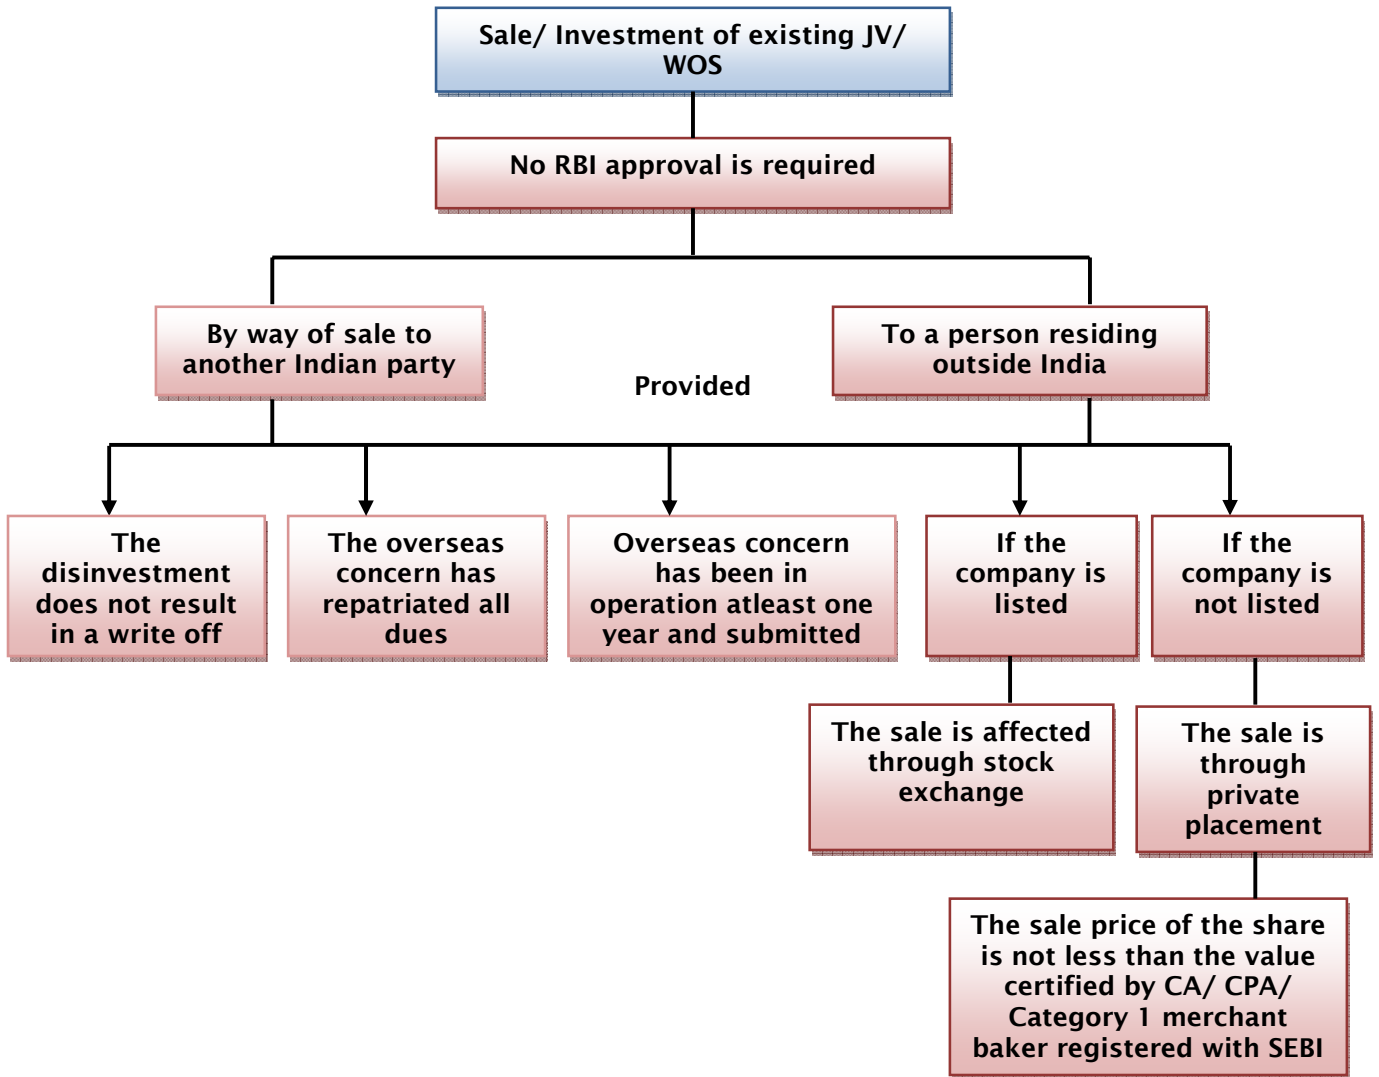 Sale/ Investment of existing JV/
WOS
No RBI approval is required
By way of sale to
another Indian party
To a person residing
outside India
Provided
The
disinvestment
does not result
in a write off
The overseas
concern has
repatriated all
dues
Overseas concern
has been in
operation atleast one
year and submitted
If the
company is
listed
If the
company is
not listed
The sale is affected
through stock
exchange
The sale is
through
private
placement
The sale price of the share
is not less than the value
certified by CA/ CPA/
Category 1 merchant
baker registered with SEBI